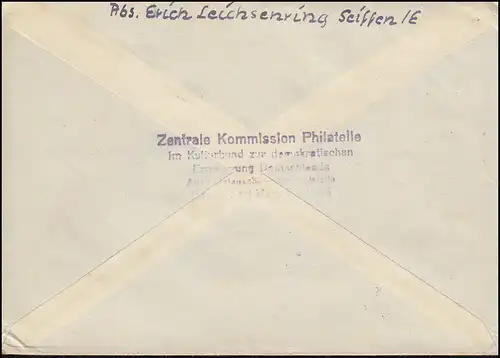 Abs. Erich Leichsenring Seiffen/E
Zentrale Kommission Philatelie
im Kulturbund zur demokratischen
Erneuerung Deutschlands